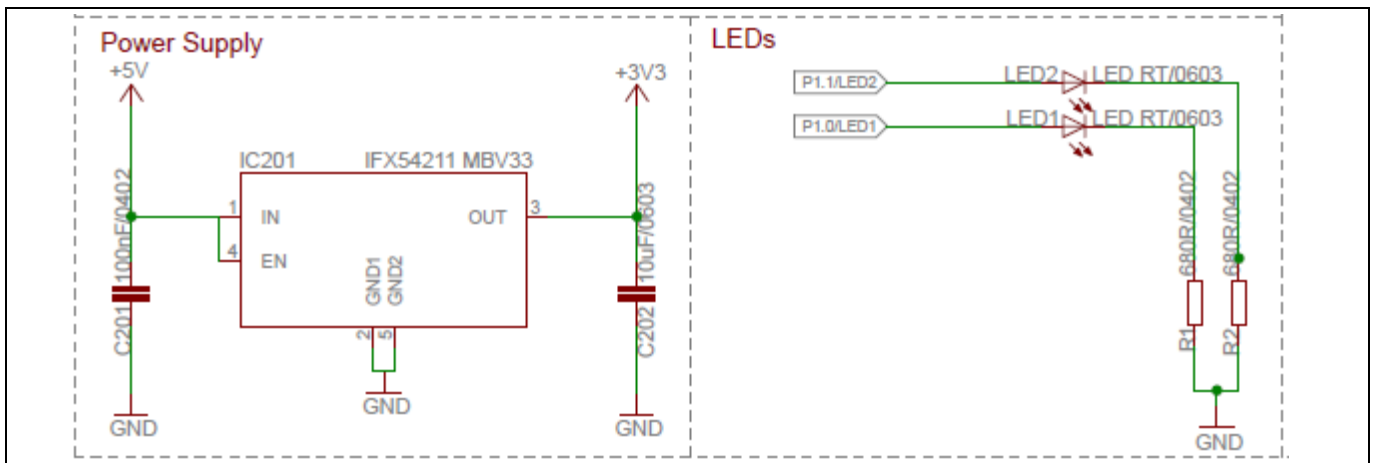 Power Supply
+5V
+3V3
IC201
IFX54211 MBV33
100nF/0402
C201
1
IN
4
EN
OUT
3
GND1
GND2
2
5
10uF/0603
C202
GND
GND
GND
LEDs
P1.1/LED2
LED2
LED RT/0603
P1.0/LED1
LED1
LED RT/0603
680R/0402
680R/0402
R1
R2
GND